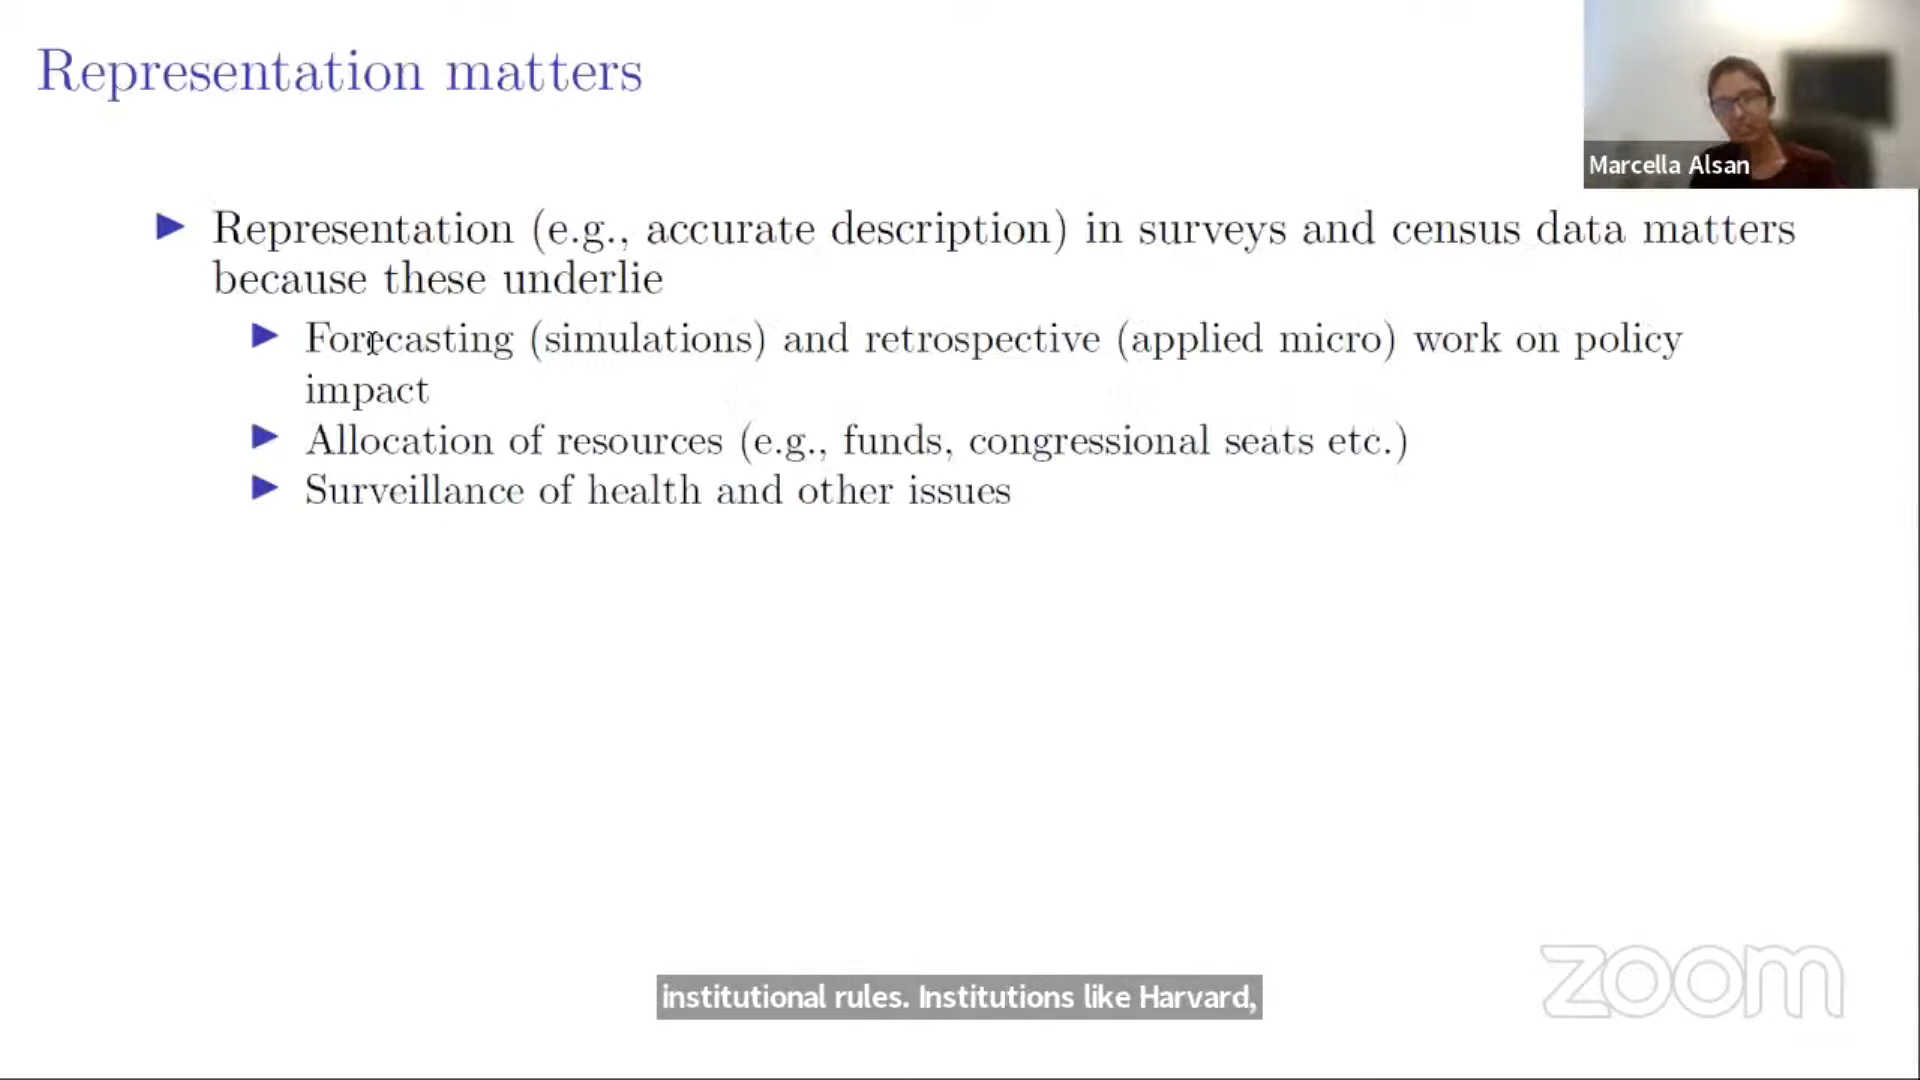 Representation matters
Marcella Alsan
Representation (e.g., accurate description) in surveys and census data matters
because these underlie
Forecasting (simulations) and retrospective (applied micro) work on policy
impact
Allocation of resources (e.g., funds, congressional seats etc.)
Surveillance of health and other issues
institutional rules. Institutions like Harvard,
zoom